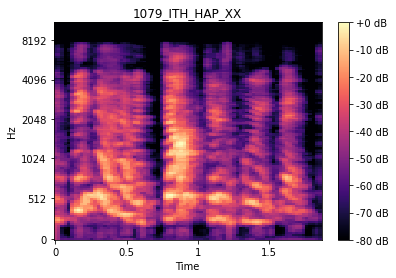 1079_ITH_HAP_XX
Hz
8192
4096
2048
1024
512
0
0
0.5
1
1.5
Time
+0 dB
-10 dB
-20 dB
-30 dB
-40 dB
-50 dB
-60 dB
-70 dB
-80 dB